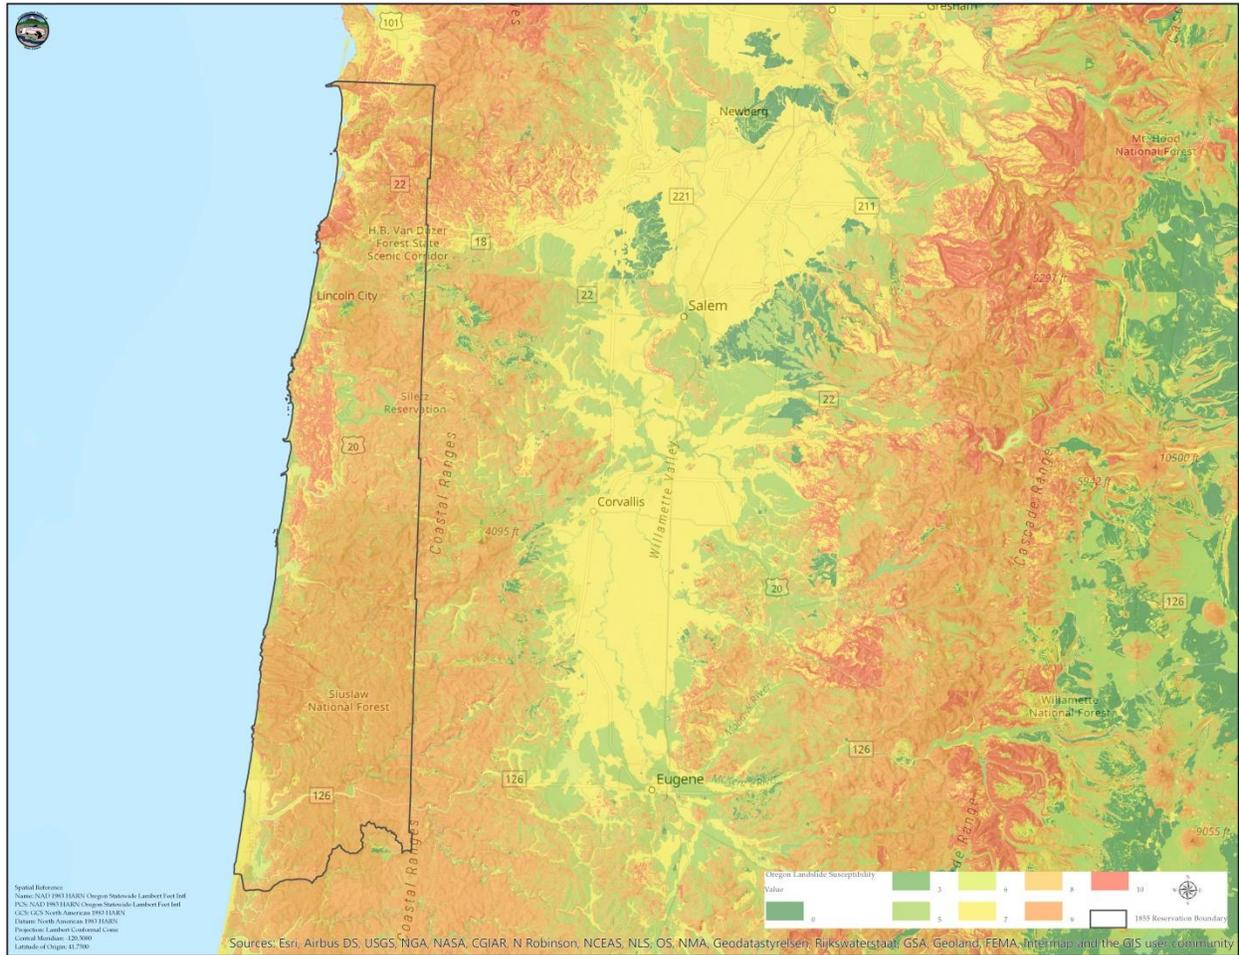 101
Gresham
Newberg
Mt. Hood
National Forest
22
221
211
H.B. Van Duzer
Forest State
Scenic Corridor
18
5297 ft
Lincoln City
22
Salem
Siletz
Reservation
22
20
Coastal Ranges
Willamette Valley
Cascade Range
10500 ft
5942 ft
Corvallis
4095 ft
20
126
Siuslaw
National Forest
Willamette
National Forest
126
126
Eugene
126
9055 ft
Coastal Ranges
de Range
Spatial Reference
Name: NAD 1983 HARN Oregon Statewide Lambert Feet Intl
PCS: NAD 1983 HARN Oregon Statewide Lambert Feet Intl
GCS: GCS North American 1983 HARN
Datum: North American 1983 HARN
Projection: Lambert Conformal Conic
Central Meridian: -120.5000
Latitude of Origin: 41.7500
Oregon Landslide Susceptibility
Value
3 6 8 10
0 5 7 9 1855 Reservation Boundary
Sources: Esri, Airbus DS, USGS, NGA, NASA, CGIAR, N Robinson, NCEAS, NLS, OS, NMA, Geodatastyrelsen, Rijkswaterstaat, GSA, Geoland, FEMA, Intermap and the GIS user community